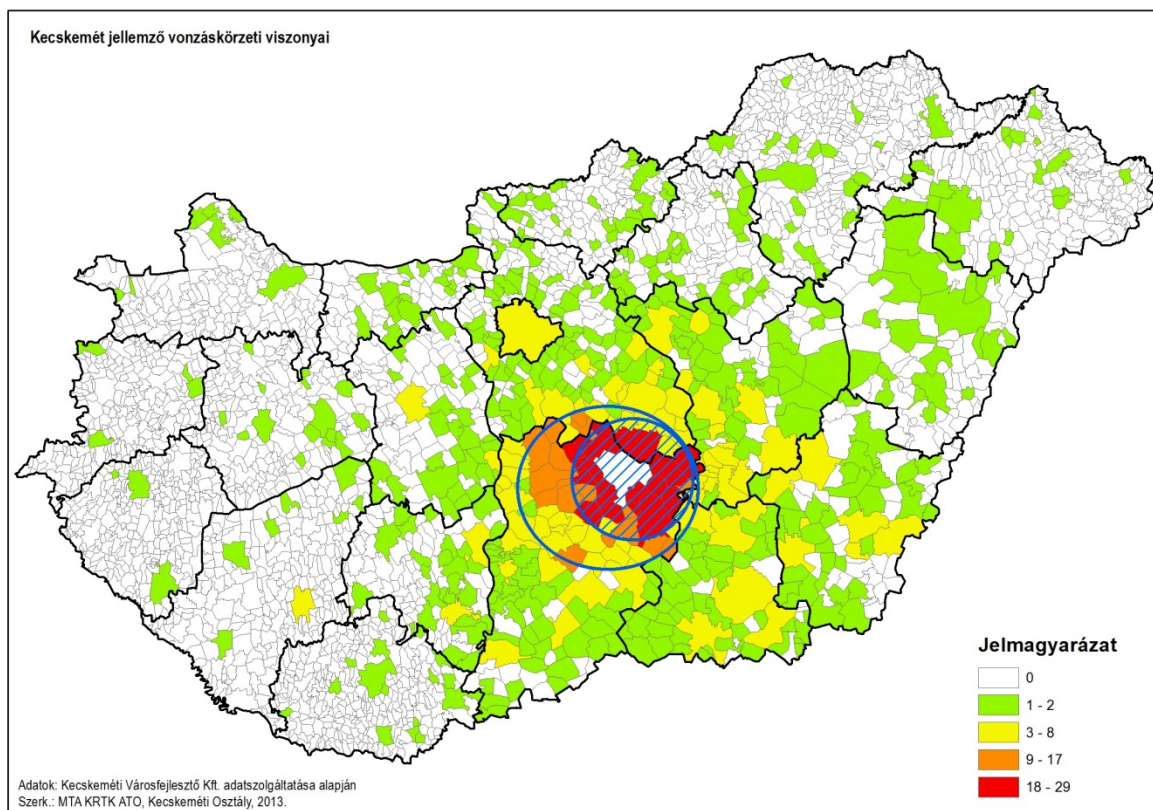 Kecskemét jellemző vonzáskörzeti viszonyai
Jelmagyarázat
0
1 - 2
3 - 8
9 - 17
18 - 29
Adatok: Kecskeméti Városfejlesztő Kft. adatszolgáltatása alapján
Szerk.: MTA KRTK ATO, Kecskeméti Osztály, 2013.